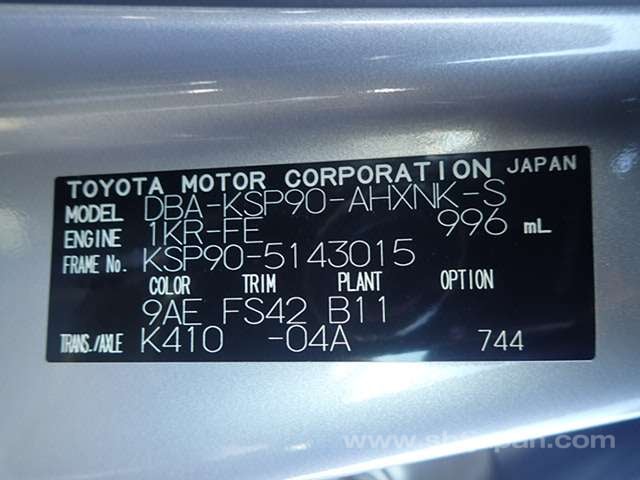 TOYOTA MOTOR CORPORATION JAPAN
MODEL DBA-KSP90-AHXNK-S
ENGINE 1KR-FE 996 mL
FRAME No. KSP90-5143015
COLOR TRIM PLANT OPTION
9AE FS42 B11
TRANS./AXLE K410 -04A 744